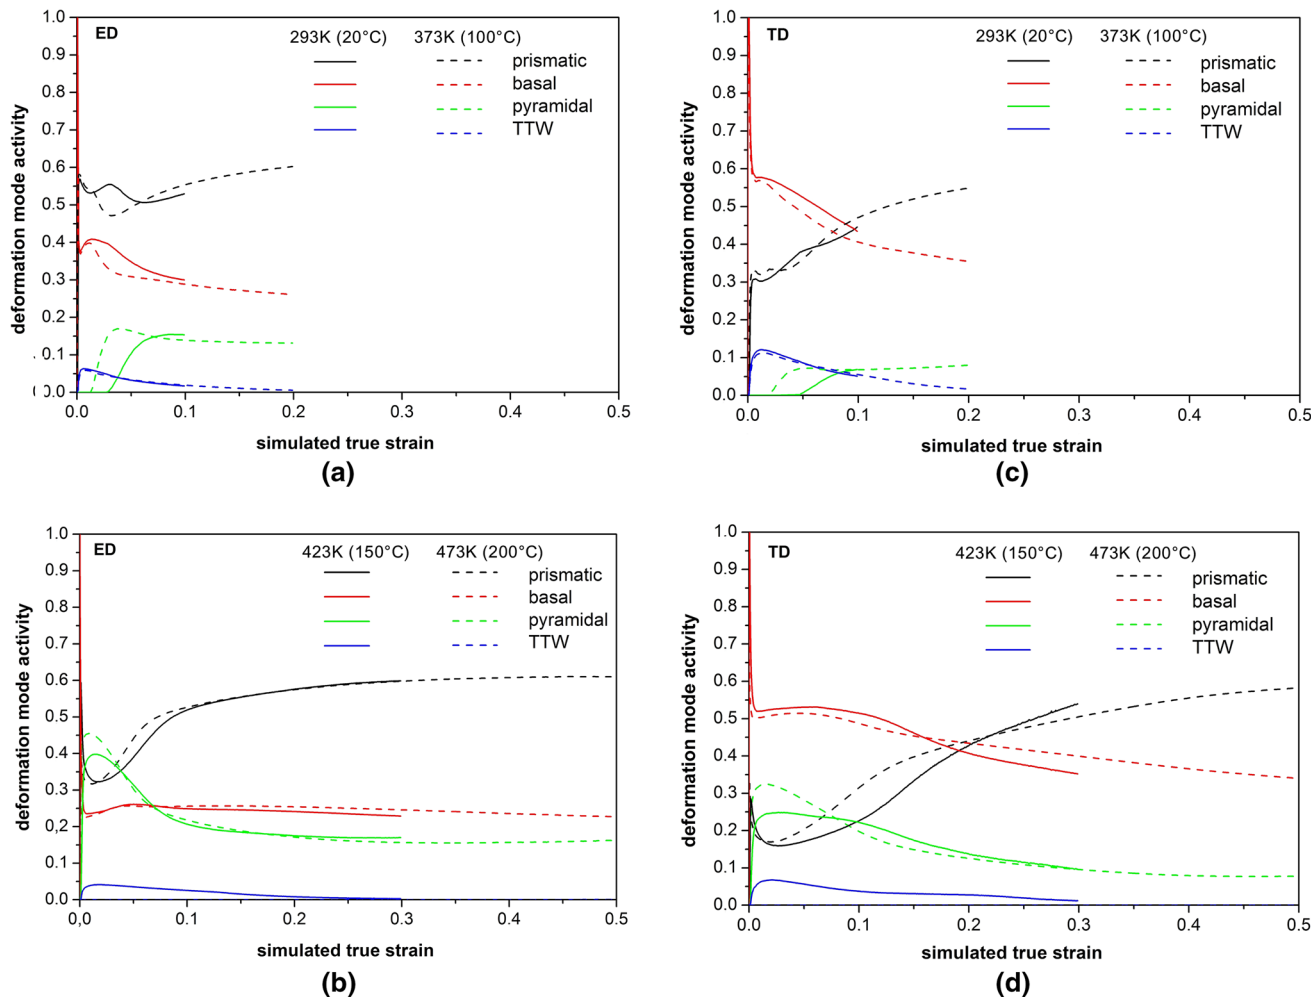 ED
293K (20°C) 373K (100°C)
prismatic
basal
pyramidal
TTW
1.0
0.9
0.8
0.7
0.6
0.5
0.4
0.3
0.2
0.1
0.0
deformation mode activity
0.0 0.1 0.2 0.3 0.4 0.5
simulated true strain
(a)
TD
293K (20°C) 373K (100°C)
prismatic
basal
pyramidal
TTW
1.0
0.9
0.8
0.7
0.6
0.5
0.4
0.3
0.2
0.1
0.0
deformation mode activity
0.0 0.1 0.2 0.3 0.4 0.5
simulated true strain
(c)
ED
423K (150°C) 473K (200°C)
prismatic
basal
pyramidal
TTW
1.0
0.9
0.8
0.7
0.6
0.5
0.4
0.3
0.2
0.1
0.0
deformation mode activity
0,0 0.1 0.2 0.3 0.4 0.5
simulated true strain
(b)
TD
423K (150°C) 473K (200°C)
prismatic
basal
pyramidal
TTW
1.0
0.9
0.8
0.7
0.6
0.5
0.4
0.3
0.2
0.1
0.0
deformation mode activity
0.0 0.1 0.2 0.3 0.4 0.5
simulated true strain
(d)